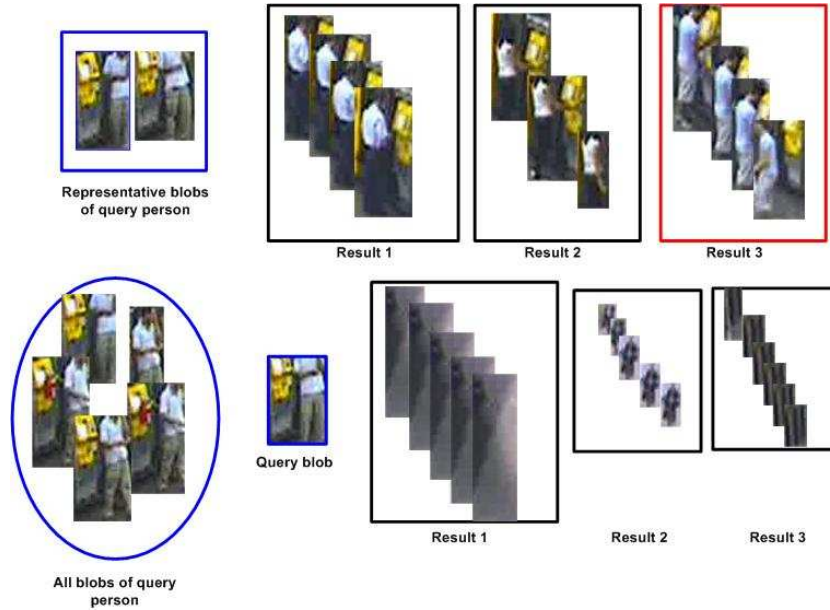 Representative blobs
of query person
Result 1
Result 2
Result 3
Query blob
Result 1
Result 2
Result 3
All blobs of query
person